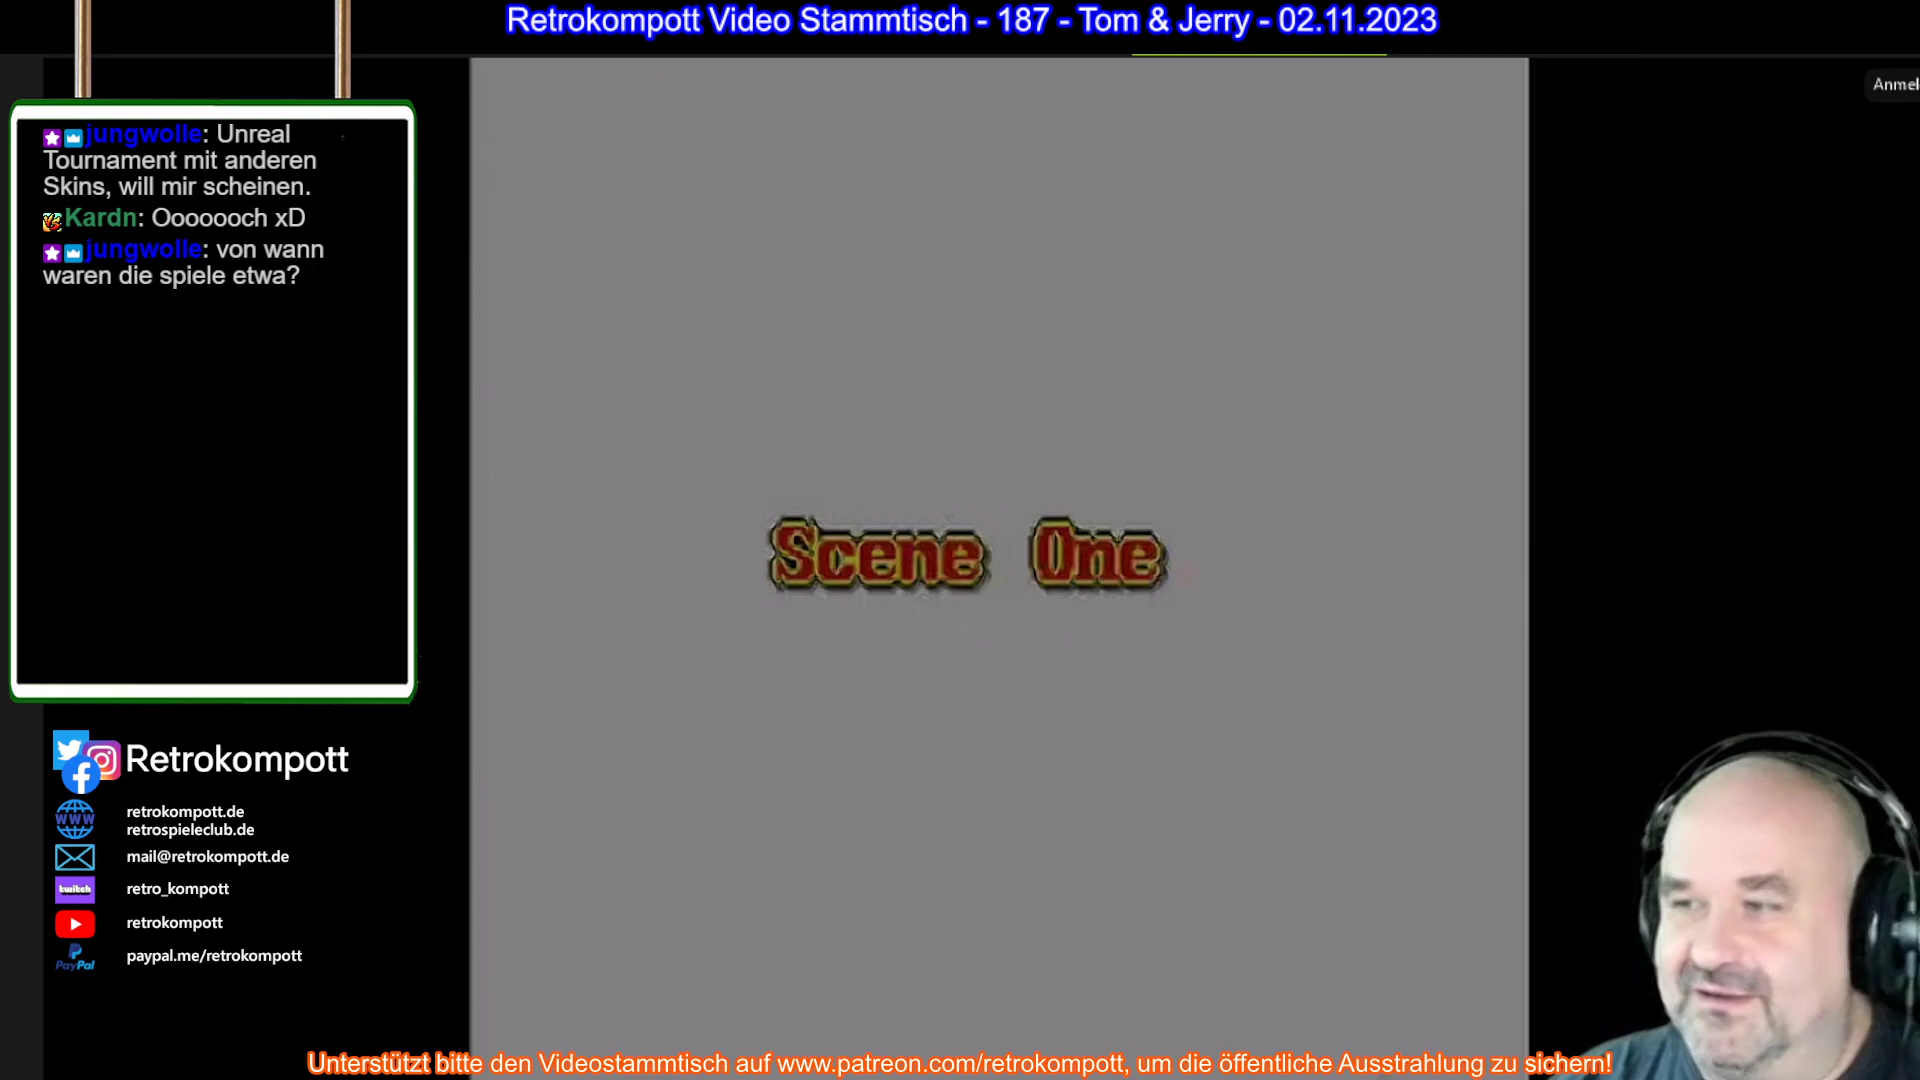 Retrokompott Video Stammtisch - 187 - Tom & Jerry - 02.11.2023
Anmel
jungwolle: Unreal
Tournament mit anderen
Skins, will mir scheinen.
Kardn: Ooooooch xD
jungwolle: von wann
waren die spiele etwa?
Scene One
Retrokompott
www
retrokompott.de
retrospieleclub.de
mail@retrokompott.de
twitch
retro_kompott
retrokompott
PayPal
paypal.me/retrokompott
Unterstützt bitte den Videostammtisch auf www.patreon.com/retrokompott, um die öffentliche Ausstrahlung zu sichern!